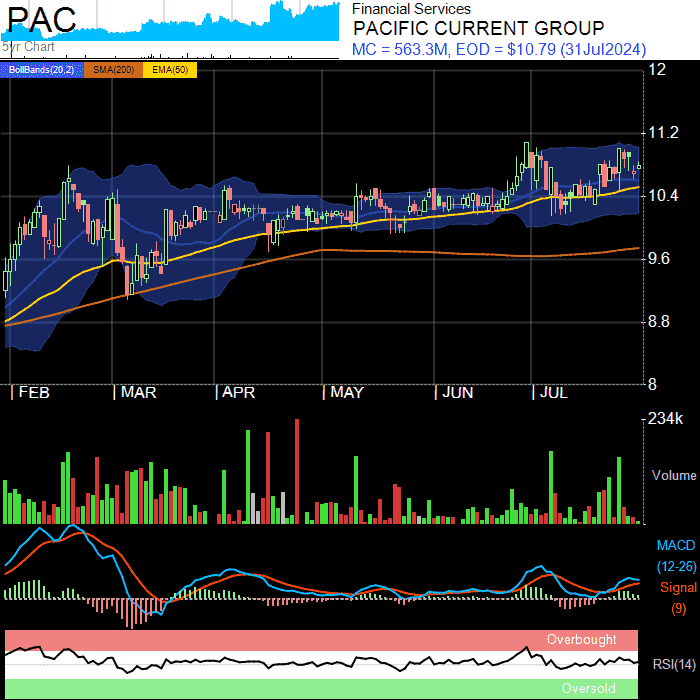 PAC
5yr Chart
Financial Services
PACIFIC CURRENT GROUP
MC = 563.3M, EOD = $10.79 (31Jul2024)
BollBands(20,2) SMA(200) EMA(50)
12
11.2
10.4
9.6
8.8
8
FEB MAR APR MAY JUN JUL
234k
Volume
MACD
(12-26)
Signal
(9)
Overbought
RSI(14)
Oversold